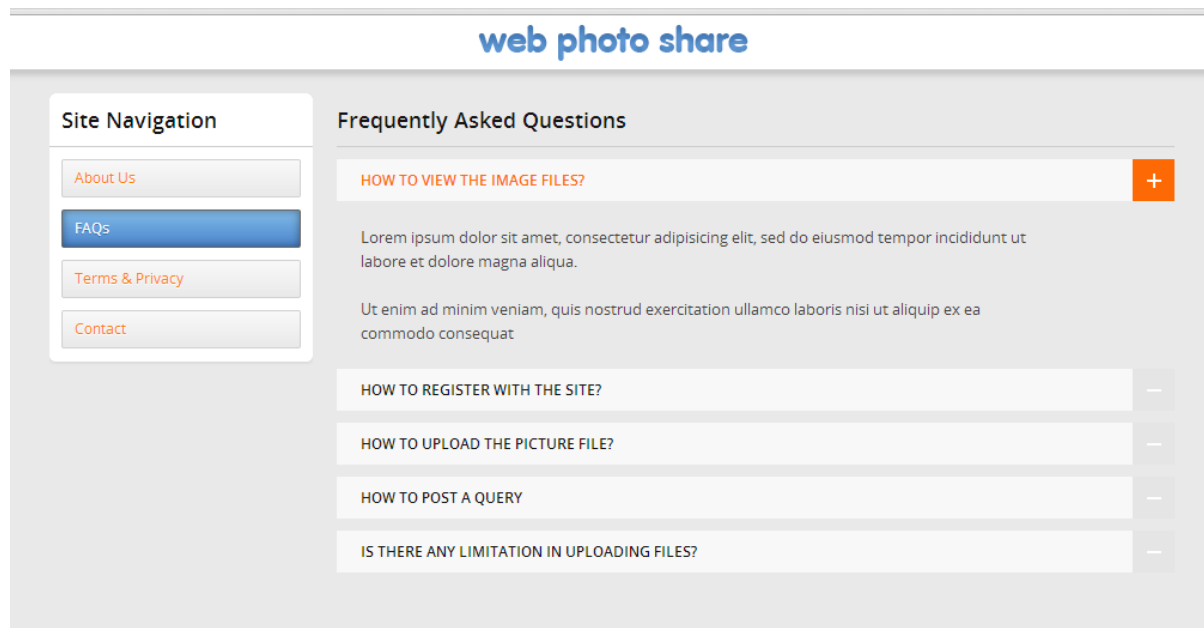 web photo share
Site Navigation
About Us
FAQs
Terms & Privacy
Contact
Frequently Asked Questions
HOW TO VIEW THE IMAGE FILES?
+
Lorem ipsum dolor sit amet, consectetur adipisicing elit, sed do eiusmod tempor incididunt ut
labore et dolore magna aliqua.
Ut enim ad minim veniam, quis nostrud exercitation ullamco laboris nisi ut aliquip ex ea
commodo consequat
HOW TO REGISTER WITH THE SITE?
–
HOW TO UPLOAD THE PICTURE FILE?
–
HOW TO POST A QUERY
–
IS THERE ANY LIMITATION IN UPLOADING FILES?
–